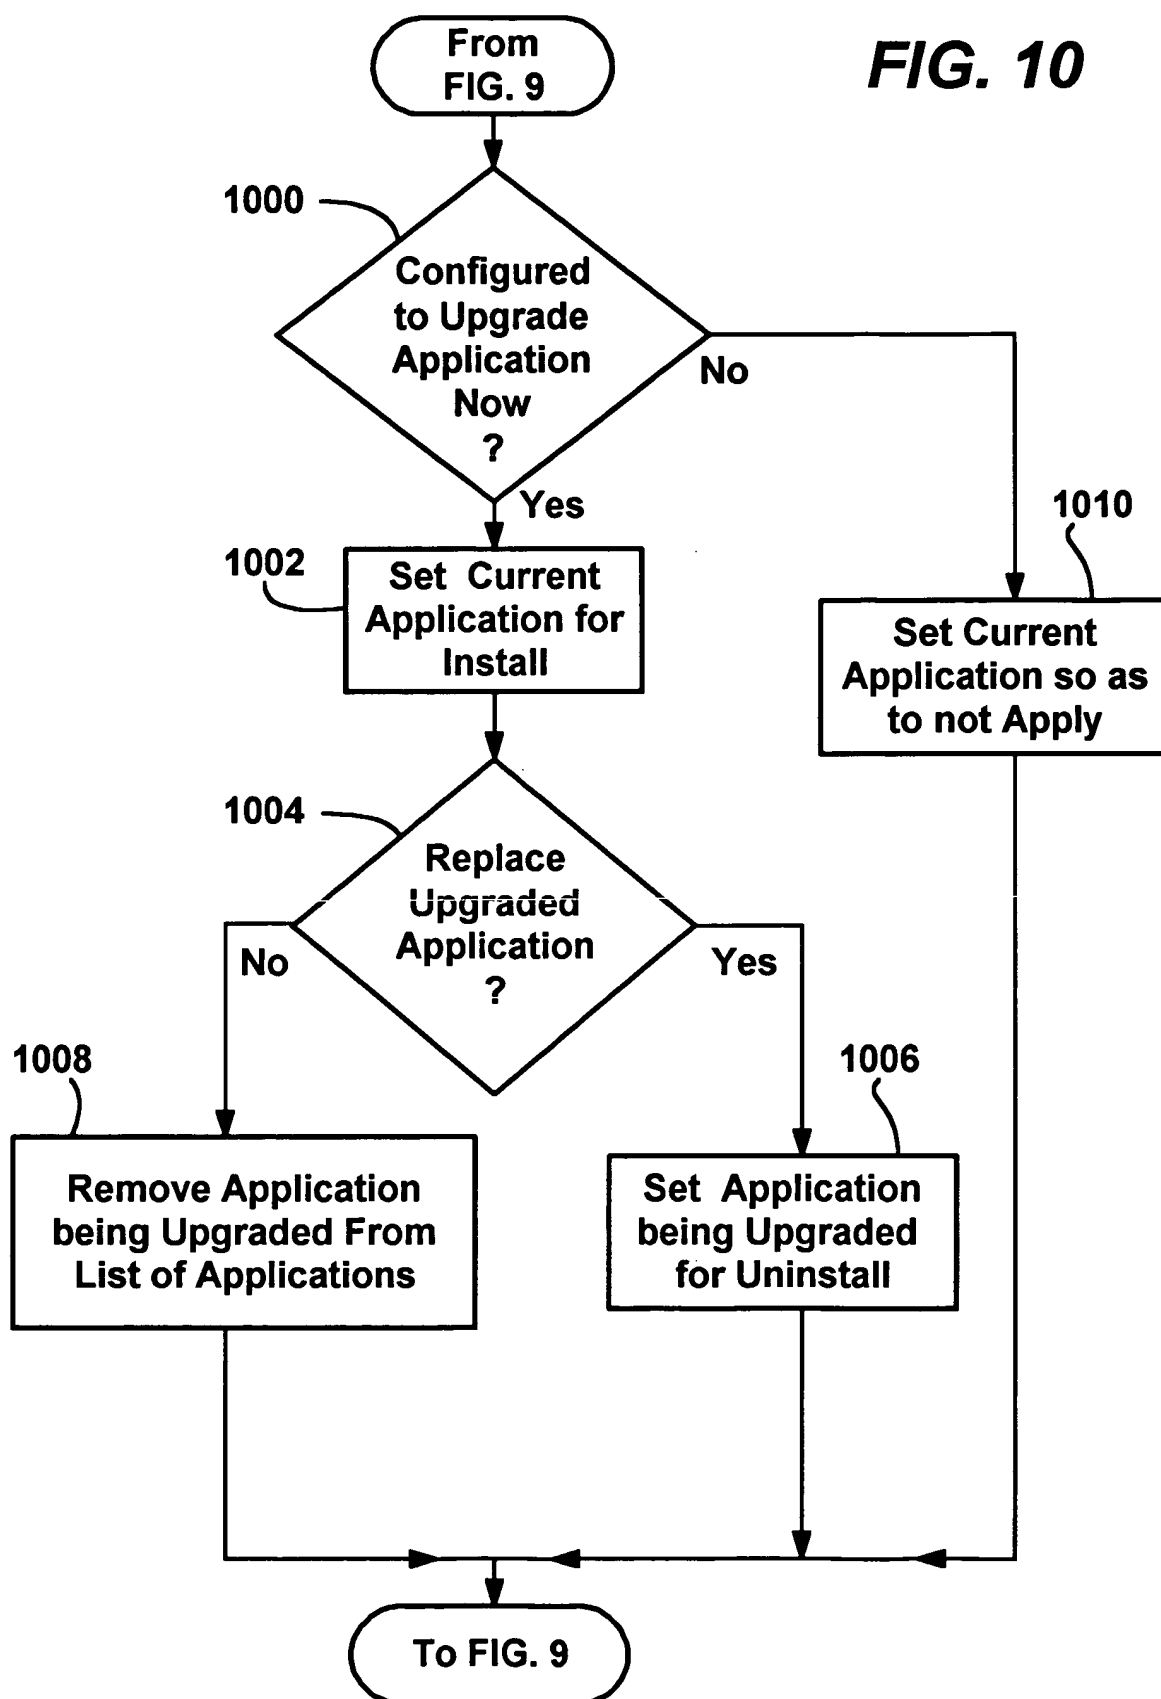 From
FIG. 9
FIG. 10
1000
Configured
to Upgrade
Application
Now
?
No
Yes
1002
Set Current
Application for
Install
1010
Set Current
Application so as
to not Apply
1004
Replace
Upgraded
Application
?
No
Yes
1008
Remove Application
being Upgraded From
List of Applications
1006
Set Application
being Upgraded
for Uninstall
To FIG. 9